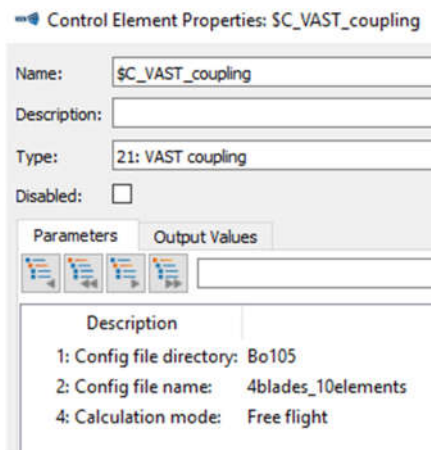 Control Element Properties: $C_VAST_coupling
Name: $C_VAST_coupling
Description:
Type: 21: VAST coupling
Disabled:
Parameters Output Values
Description
1: Config file directory: Bo105
2: Config file name: 4blades_10elements
4: Calculation mode: Free flight